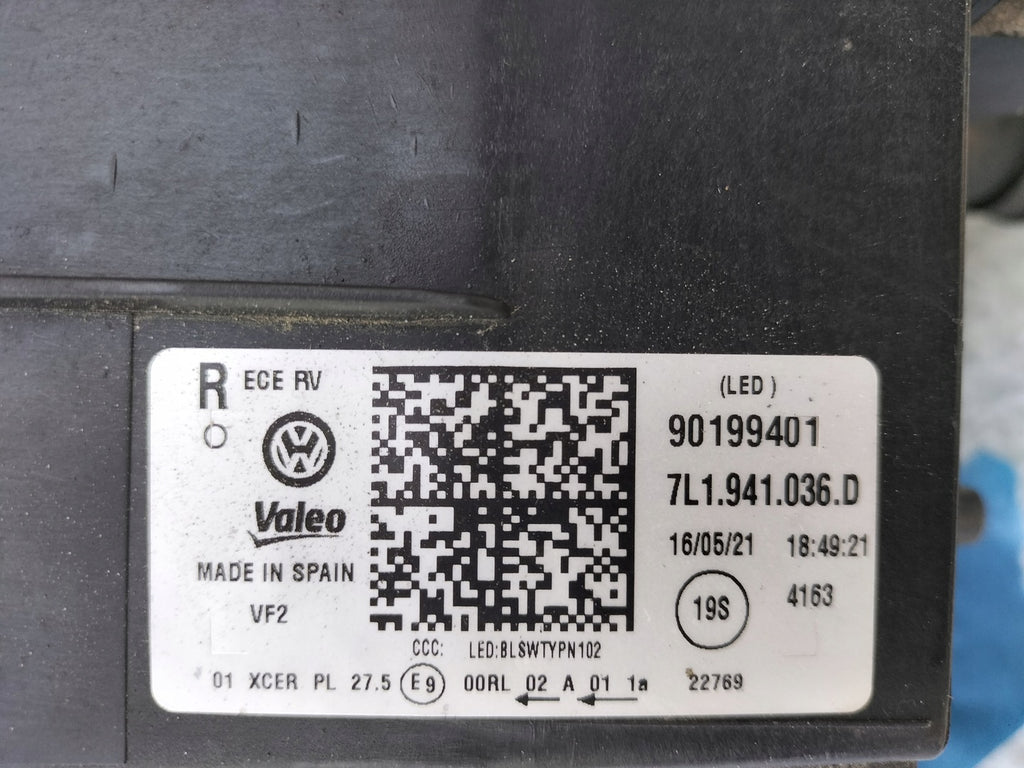 R ECE RV
VW
Valeo
MADE IN SPAIN
VF2
(LED)
90199401
7L1.941.036.D
16/05/21 18:49:21
19S 4163
CCC: LED:BLSWTYPN102
01 XCER PL 27.5 E9 00RL 02 A 01 1a 22769